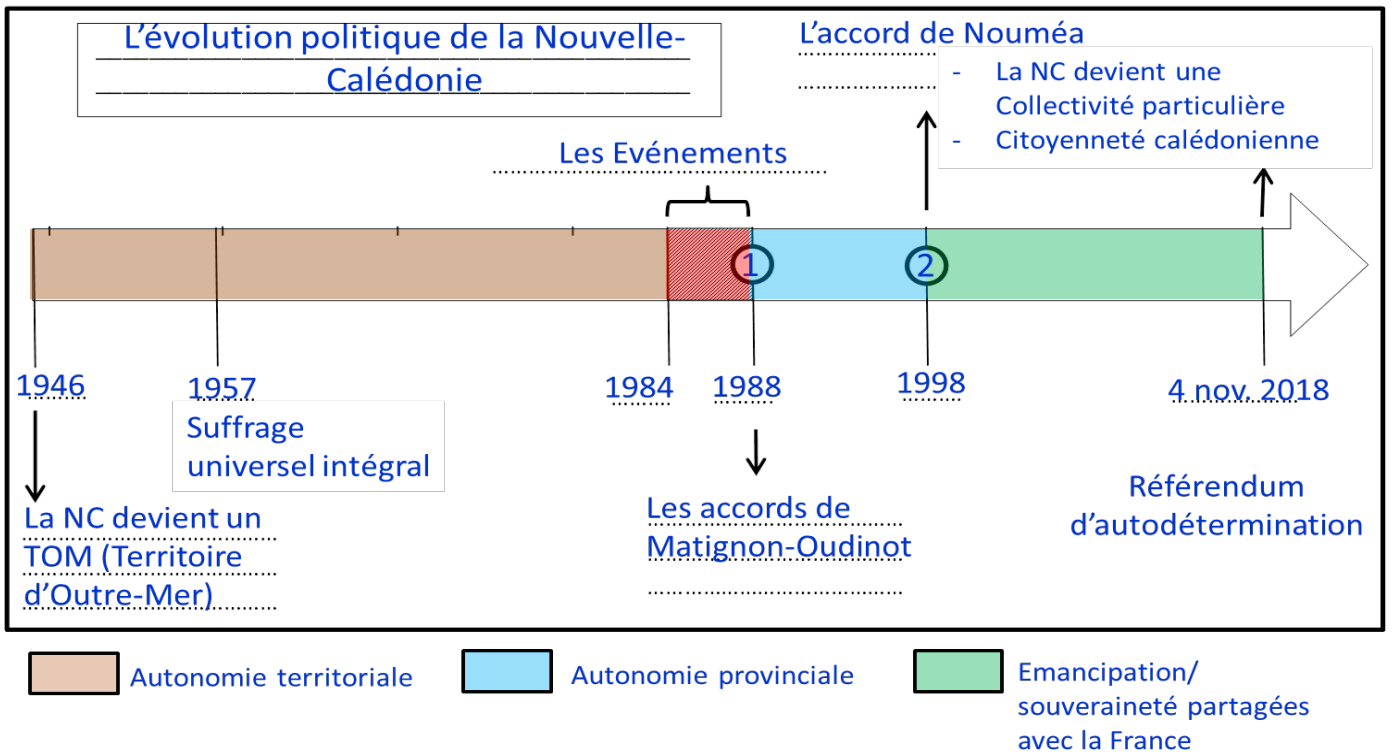 L'évolution politique de la Nouvelle-
Calédonie
L'accord de Nouméa
- La NC devient une
Collectivité particulière
- Citoyenneté calédonienne
Les Evénements
1
2
1946
1957
1984
1988
1998
4 nov. 2018
Suffrage
universel intégral
La NC devient un
TOM (Territoire
d'Outre-Mer)
Les accords de
Matignon-Oudinot
Référendum
d'autodétermination
Autonomie territoriale
Autonomie provinciale
Emancipation/
souveraineté partagées
avec la France